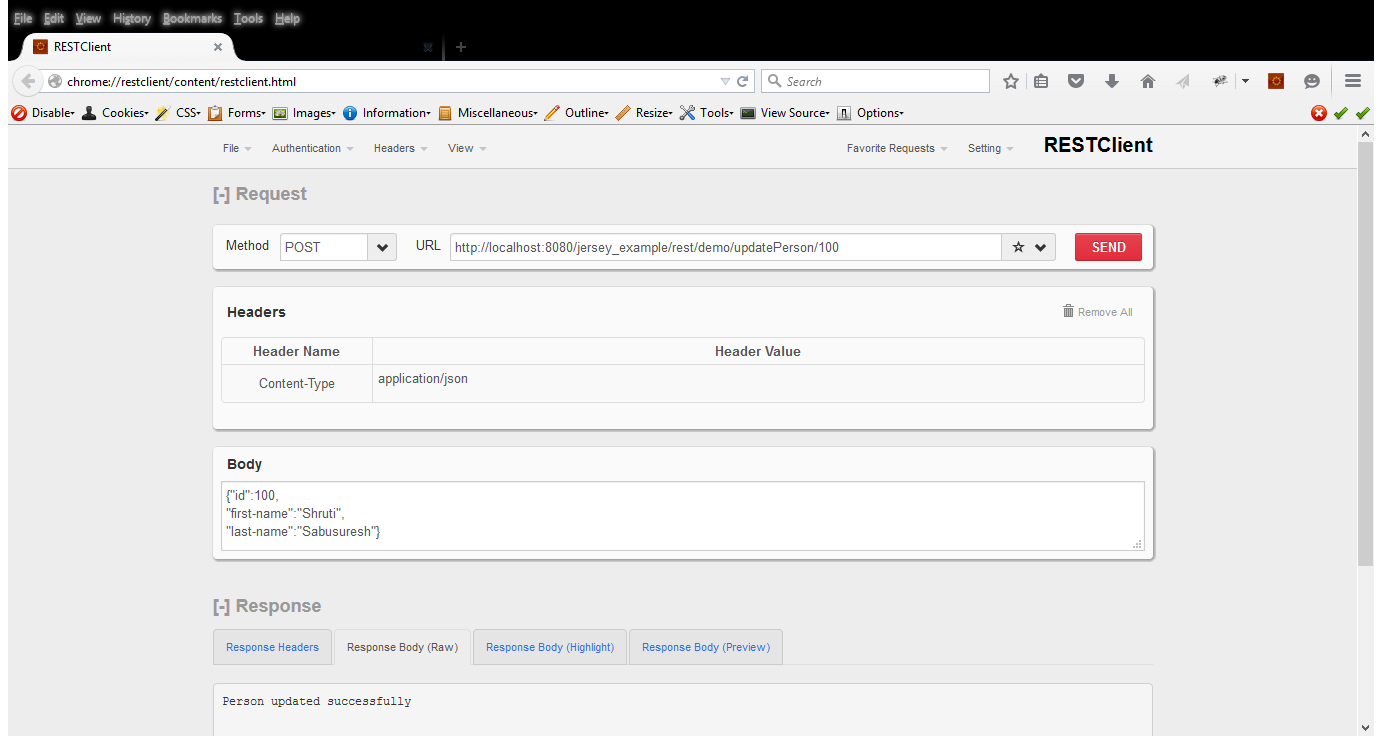 File Edit View History Bookmarks Tools Help
RESTClient
chrome://restclient/content/restclient.html
Search
Disable Cookies CSS Forms Images Information Miscellaneous Outline Resize Tools View Source Options
File Authentication Headers View Favorite Requests Setting RESTClient
[-] Request
Method POST URL http://localhost:8080/jersey_example/rest/demo/updatePerson/100 SEND
Headers Remove All
Header Name Header Value
Content-Type application/json
Body
{"id":100,
"first-name":"Shruti",
"last-name":"Sabusuresh"}
[-] Response
Response Headers Response Body (Raw) Response Body (Highlight) Response Body (Preview)
Person updated successfully